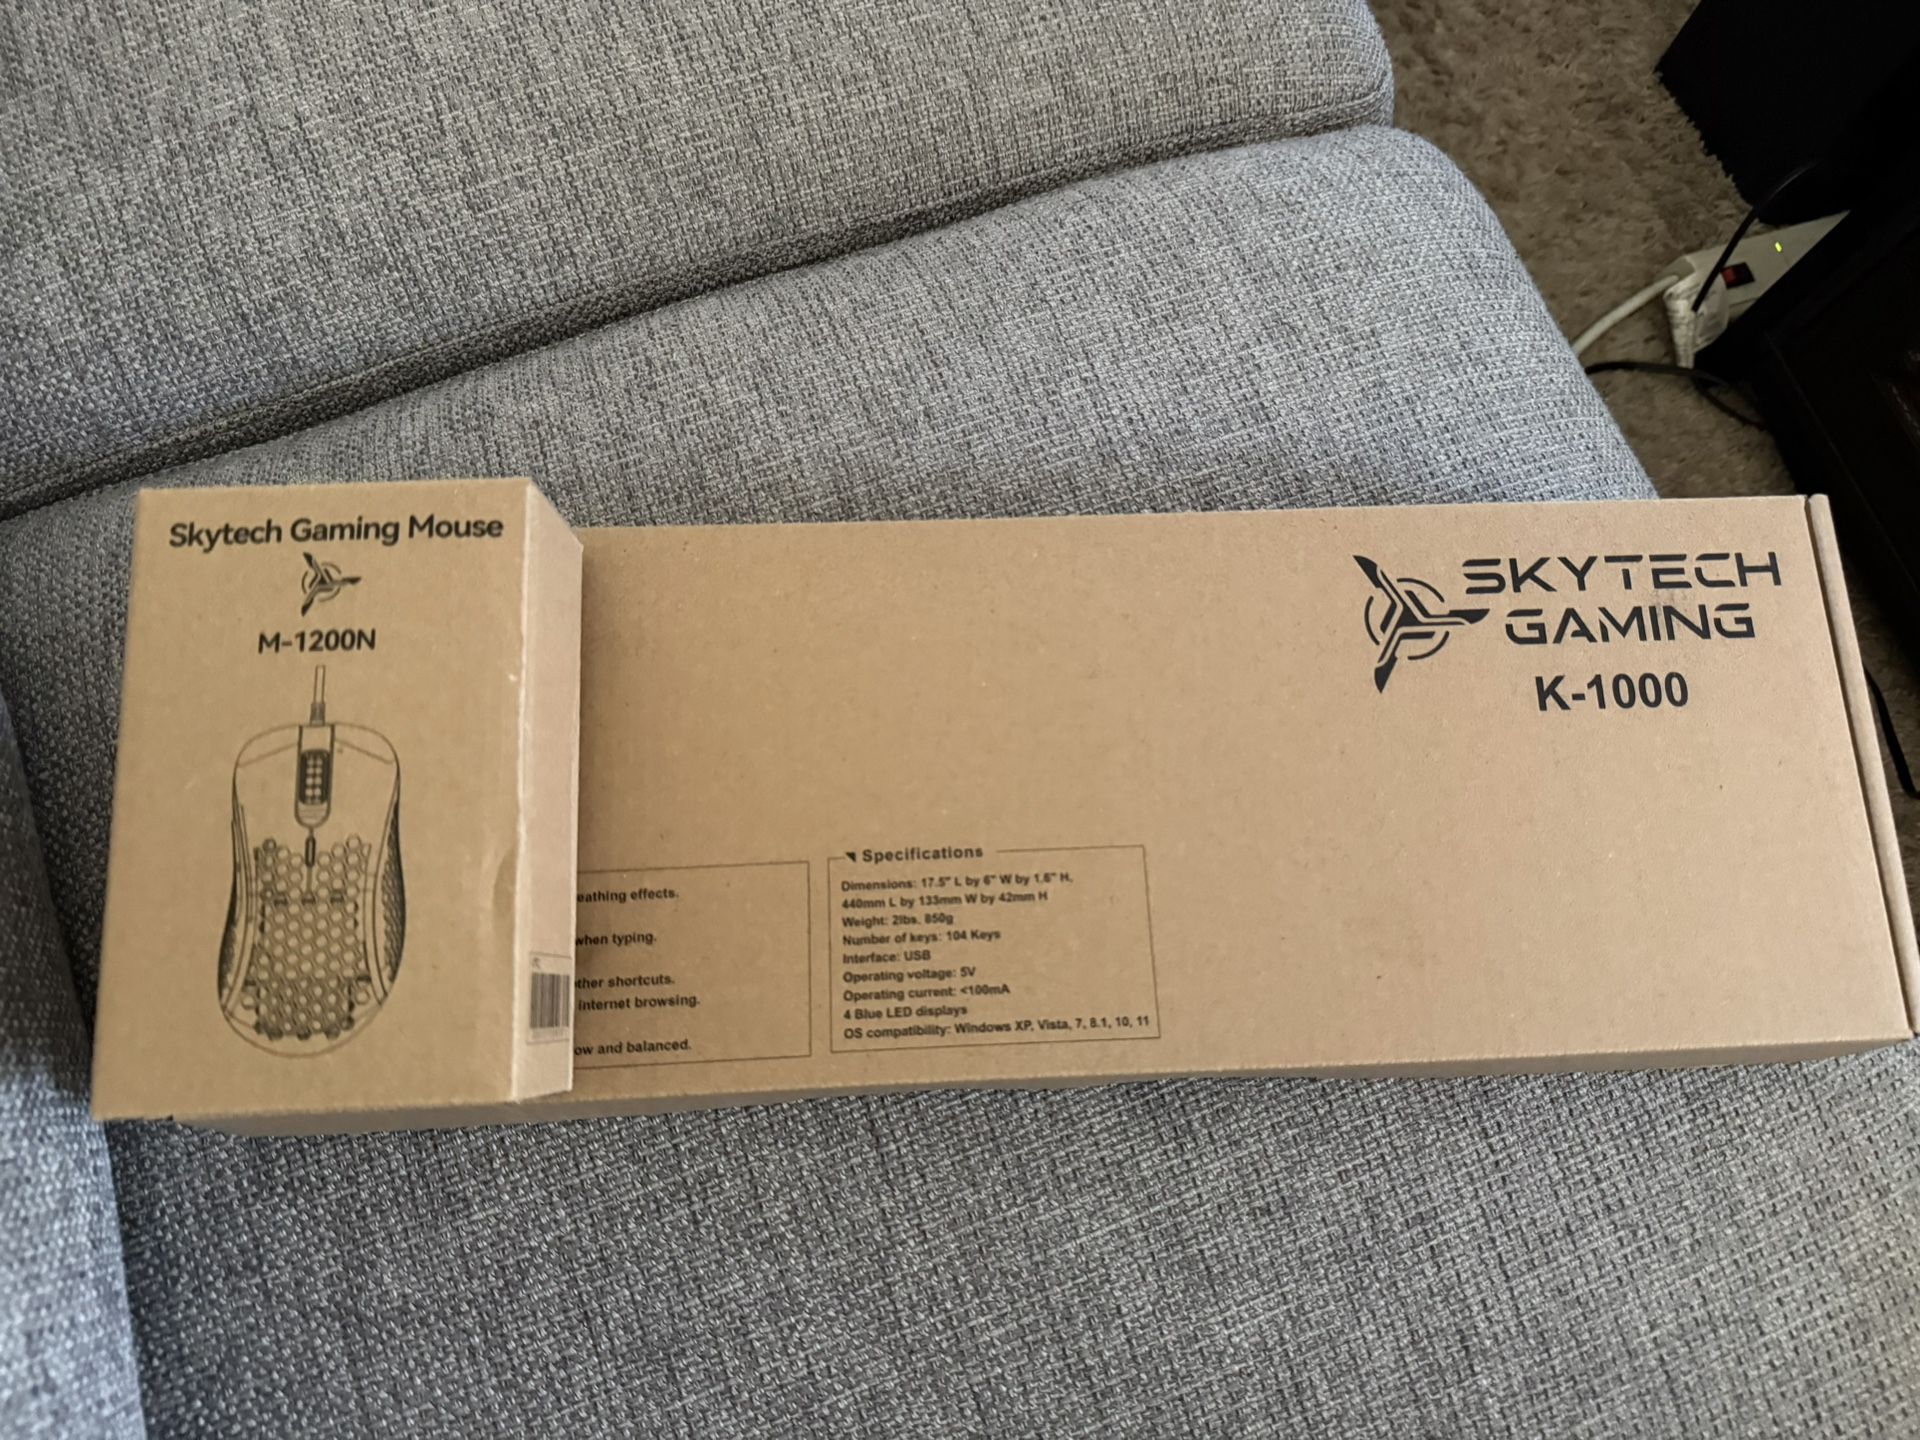 Skytech Gaming Mouse
M-1200N
SKYTECH
GAMING
K-1000
eathing effects.
when typing.
ther shortcuts.
internet browsing.
ow and balanced.
Specifications
Dimensions: 17.5" L by 6" W by 1.6" H,
440mm L by 133mm W by 42mm H
Weight: 2lbs. 850g
Number of keys: 104 Keys
Interface: USB
Operating voltage: 5V
Operating current: <100mA
4 Blue LED displays
OS compatibility: Windows XP, Vista, 7, 8.1, 10, 11